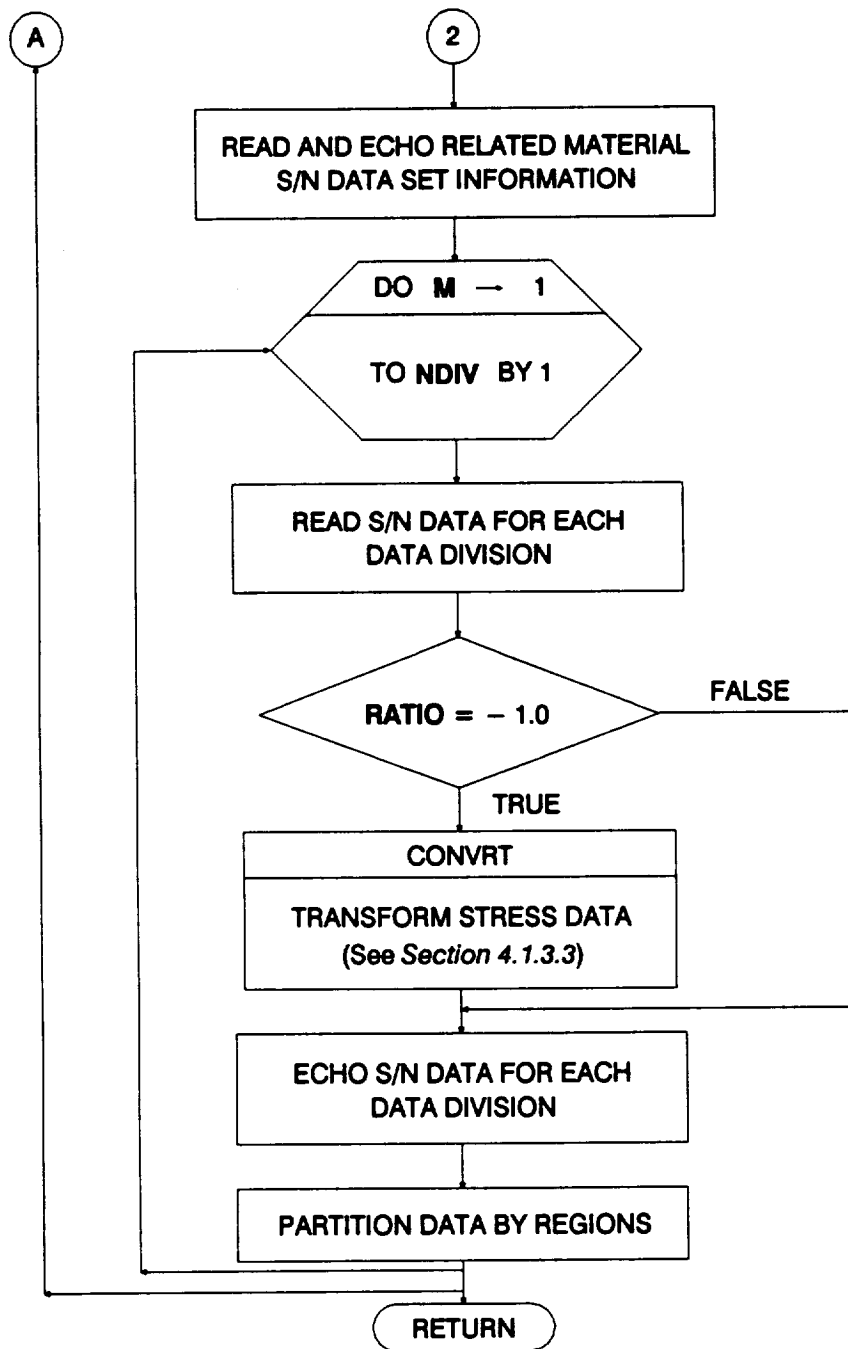 A
2
READ AND ECHO RELATED MATERIAL
S/N DATA SET INFORMATION
DO M → 1
TO NDIV BY 1
READ S/N DATA FOR EACH
DATA DIVISION
RATIO = – 1.0
FALSE
TRUE
CONVRT
TRANSFORM STRESS DATA
(See Section 4.1.3.3)
ECHO S/N DATA FOR EACH
DATA DIVISION
PARTITION DATA BY REGIONS
RETURN